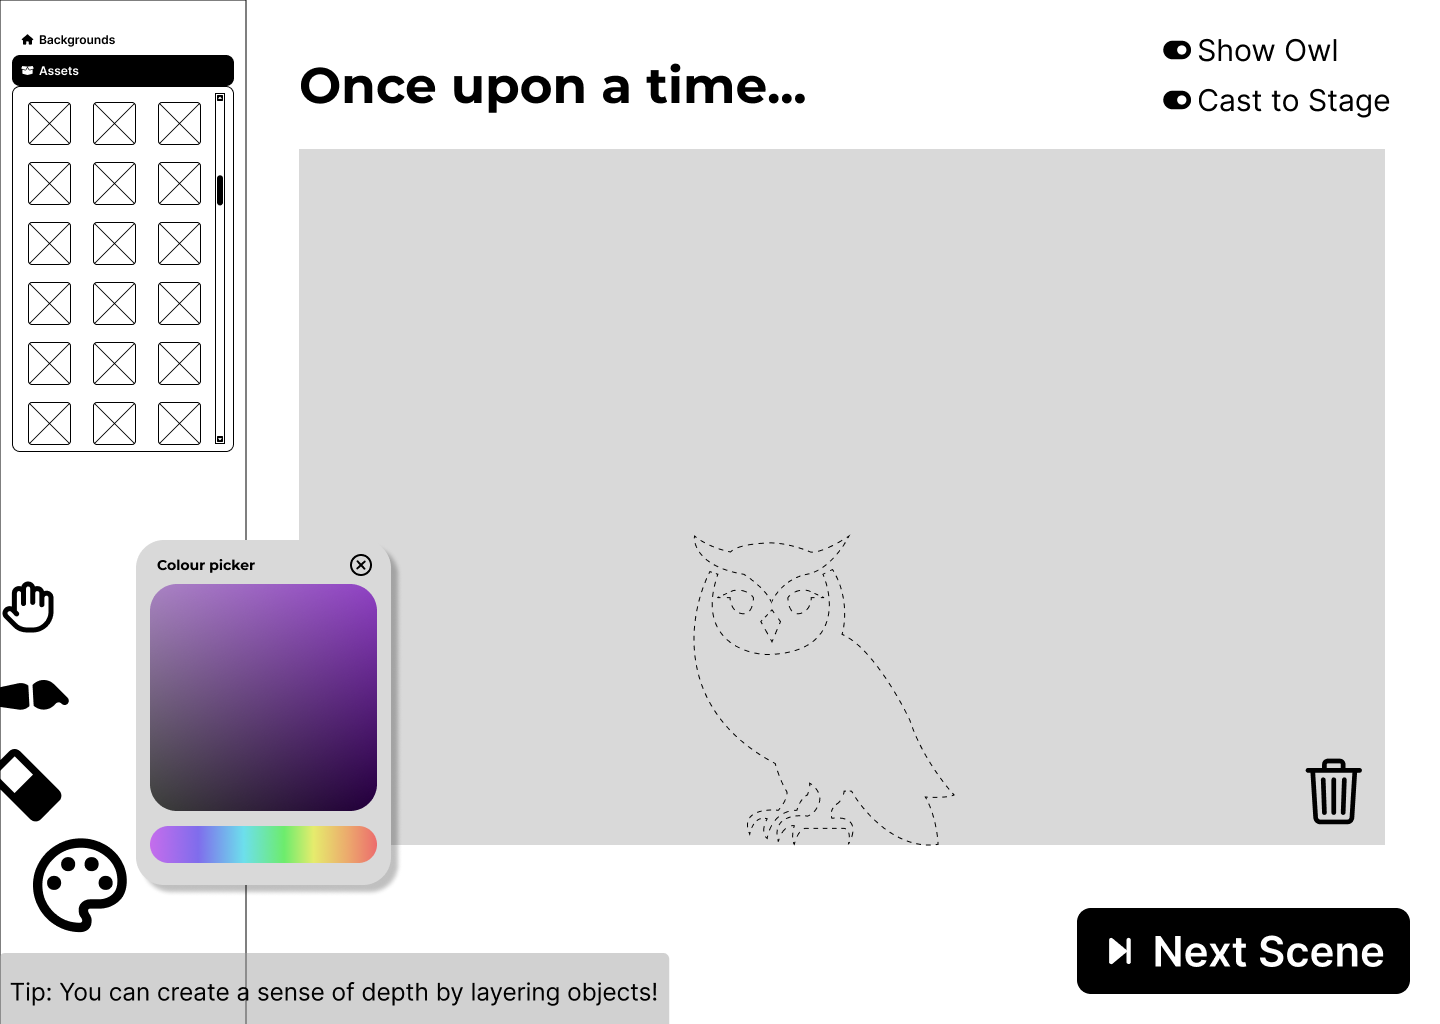 Backgrounds
Assets
Once upon a time...
Show Owl
Cast to Stage
Colour picker
Next Scene
Tip: You can create a sense of depth by layering objects!